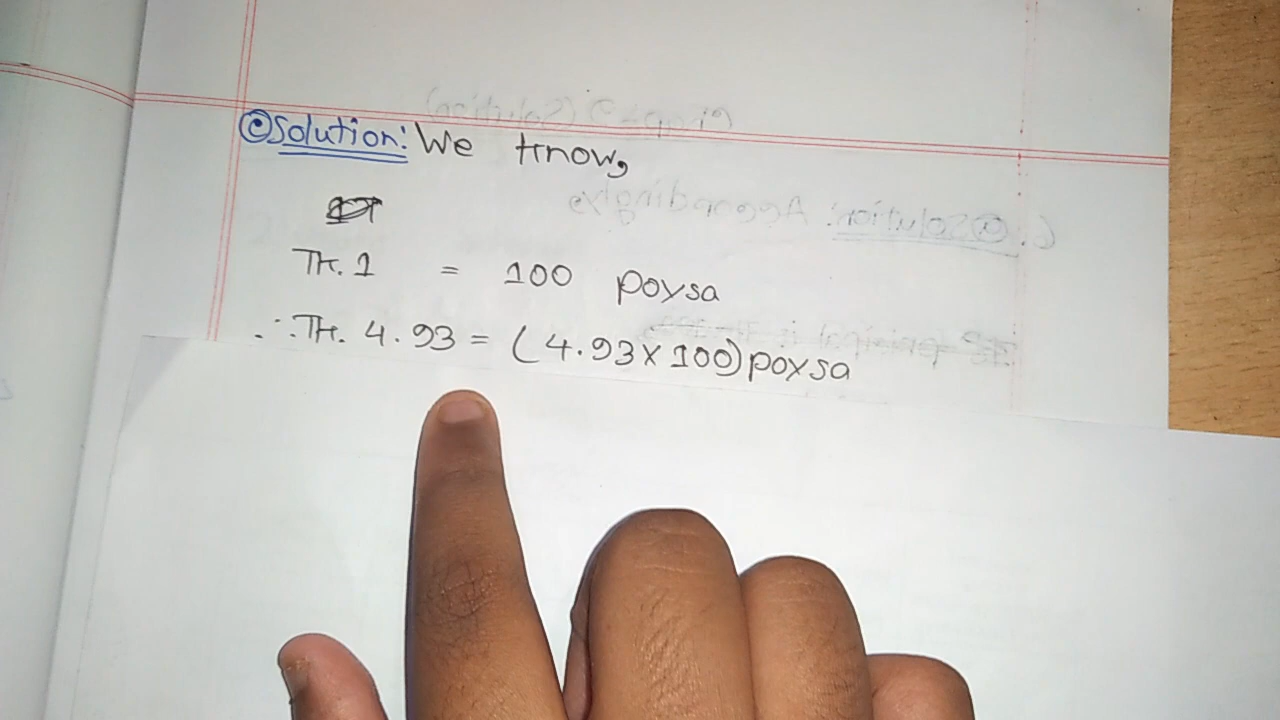 ⓒ Solution: We know,
Tk. 1 = 100 poysa
∴ Tk. 4.93 = (4.93 x 100) poysa